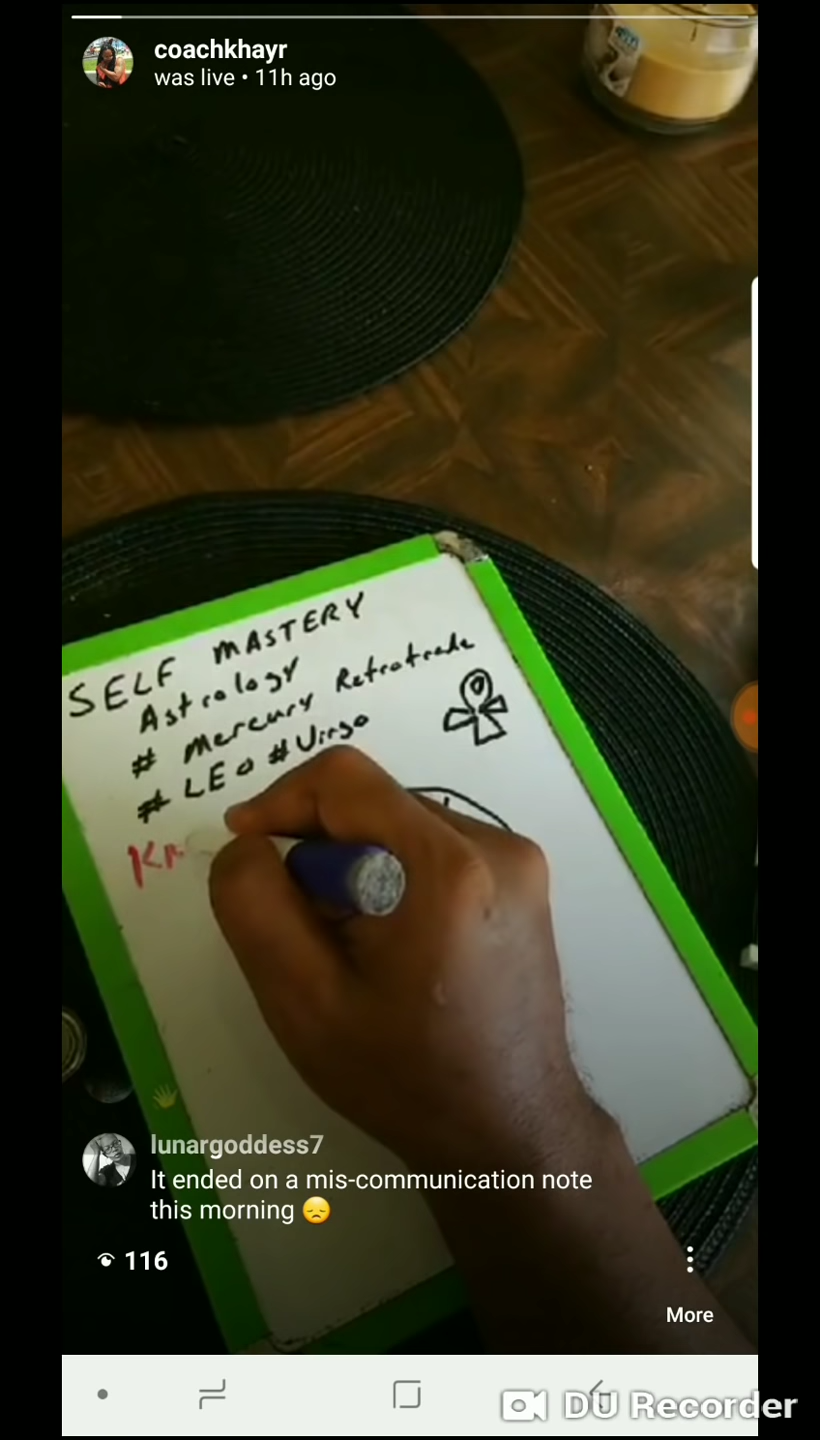 coachkhayr
was live • 11h ago
SELF MASTERY
Astrology
# Mercury Retrotrade
# LEO #Virgo
Kn
lunargoddess7
It ended on a mis-communication note
this morning 😞
116
More
DU Recorder